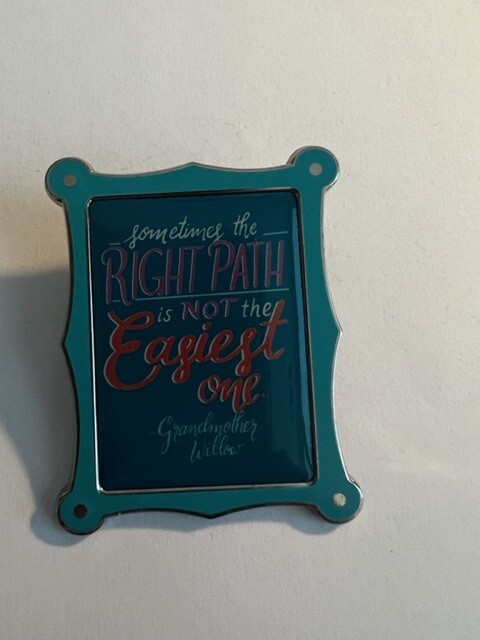 sometimes the
RIGHT PATH
is NOT the
Easiest
one.
-Grandmother
Willow